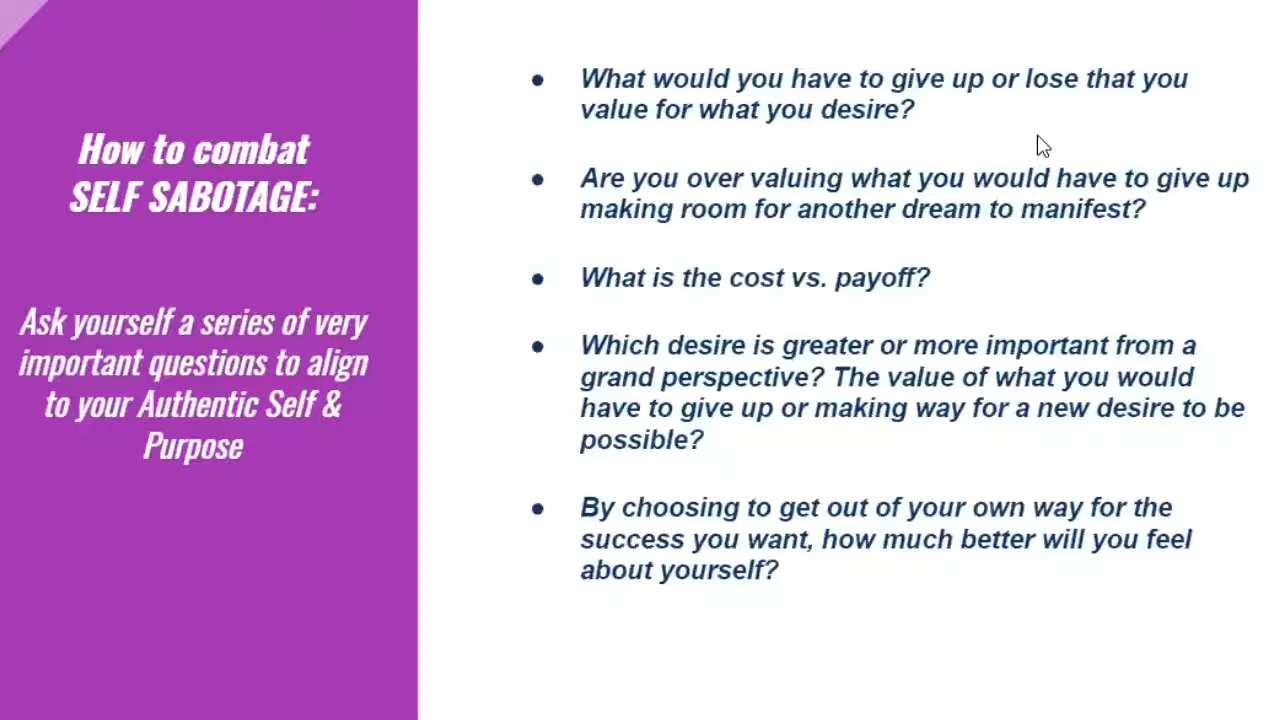 How to combat
SELF SABOTAGE:
Ask yourself a series of very
important questions to align
to your Authentic Self &
Purpose
• What would you have to give up or lose that you
value for what you desire?
• Are you over valuing what you would have to give up
making room for another dream to manifest?
• What is the cost vs. payoff?
• Which desire is greater or more important from a
grand perspective? The value of what you would
have to give up or making way for a new desire to be
possible?
• By choosing to get out of your own way for the
success you want, how much better will you feel
about yourself?